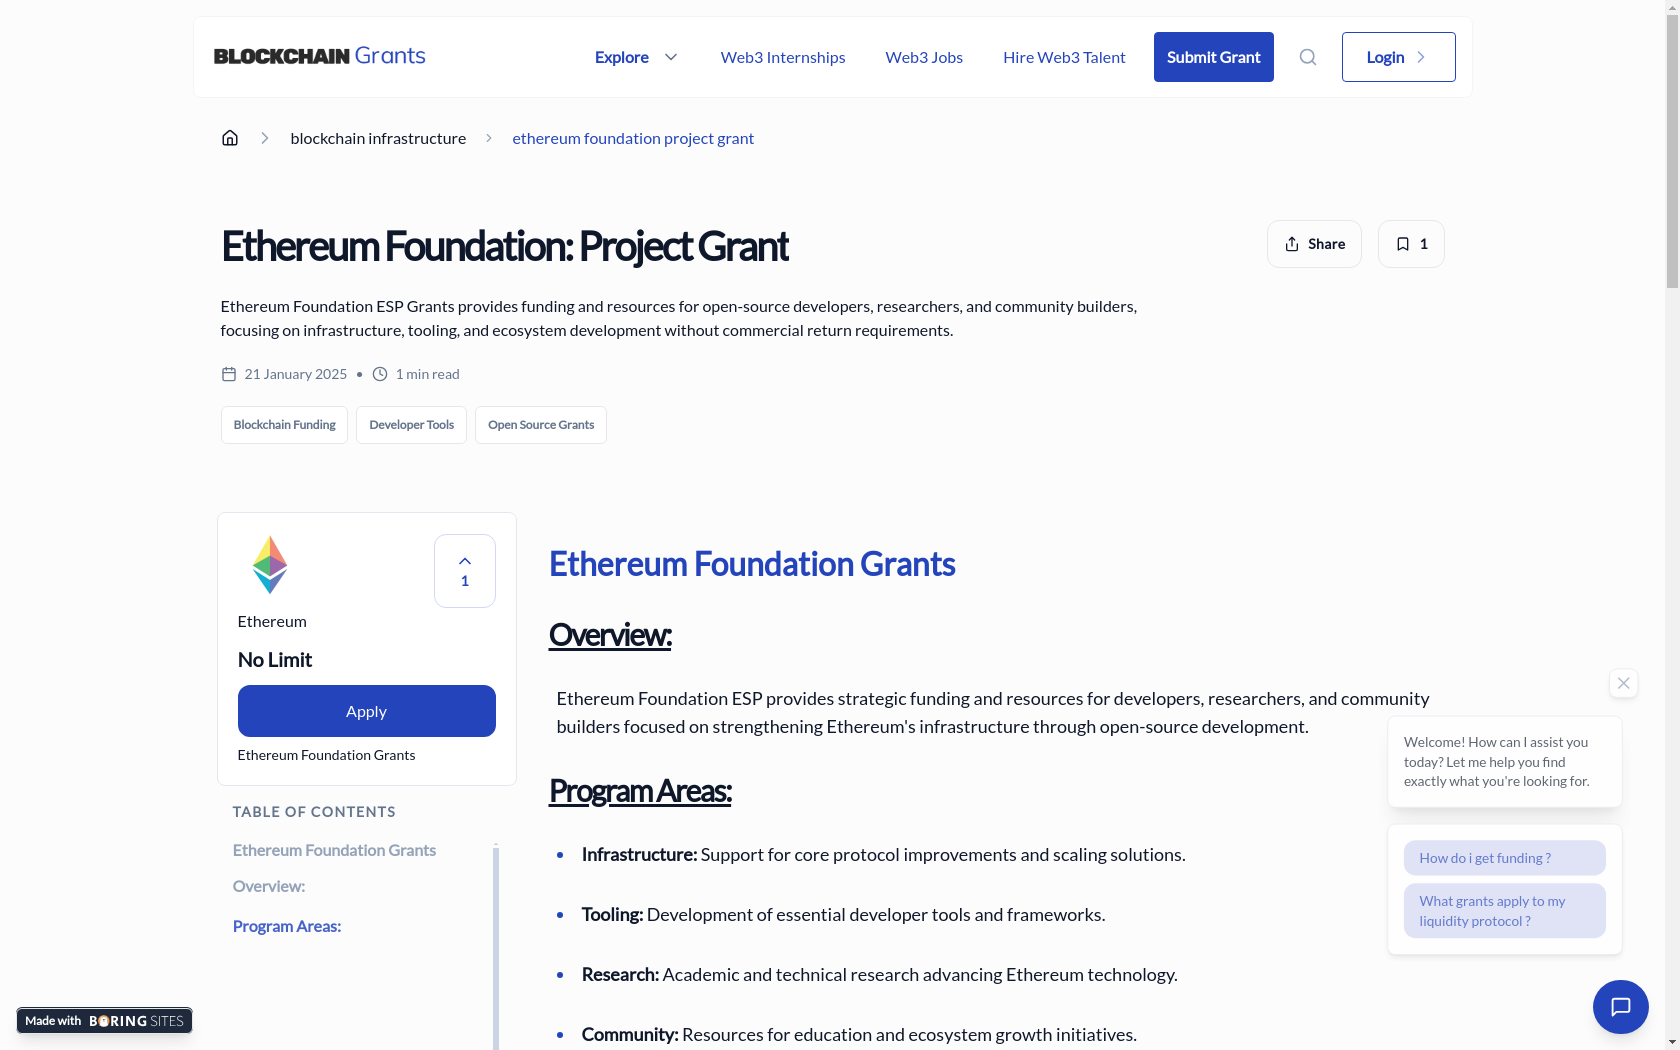 BLOCKCHAIN Grants
Explore
Web3 Internships
Web3 Jobs
Hire Web3 Talent
Submit Grant
Login
blockchain infrastructure
ethereum foundation project grant
Ethereum Foundation: Project Grant
Share
1
Ethereum Foundation ESP Grants provides funding and resources for open-source developers, researchers, and community builders,
focusing on infrastructure, tooling, and ecosystem development without commercial return requirements.
21 January 2025 • 1 min read
Blockchain Funding
Developer Tools
Open Source Grants
1
Ethereum
No Limit
Apply
Ethereum Foundation Grants
TABLE OF CONTENTS
Ethereum Foundation Grants
Overview:
Program Areas:
Ethereum Foundation Grants
Overview:
Ethereum Foundation ESP provides strategic funding and resources for developers, researchers, and community
builders focused on strengthening Ethereum's infrastructure through open-source development.
Program Areas:
• Infrastructure: Support for core protocol improvements and scaling solutions.
• Tooling: Development of essential developer tools and frameworks.
• Research: Academic and technical research advancing Ethereum technology.
• Community: Resources for education and ecosystem growth initiatives.
Welcome! How can I assist you
today? Let me help you find
exactly what you're looking for.
How do i get funding ?
What grants apply to my
liquidity protocol ?
Made with BORING SITES